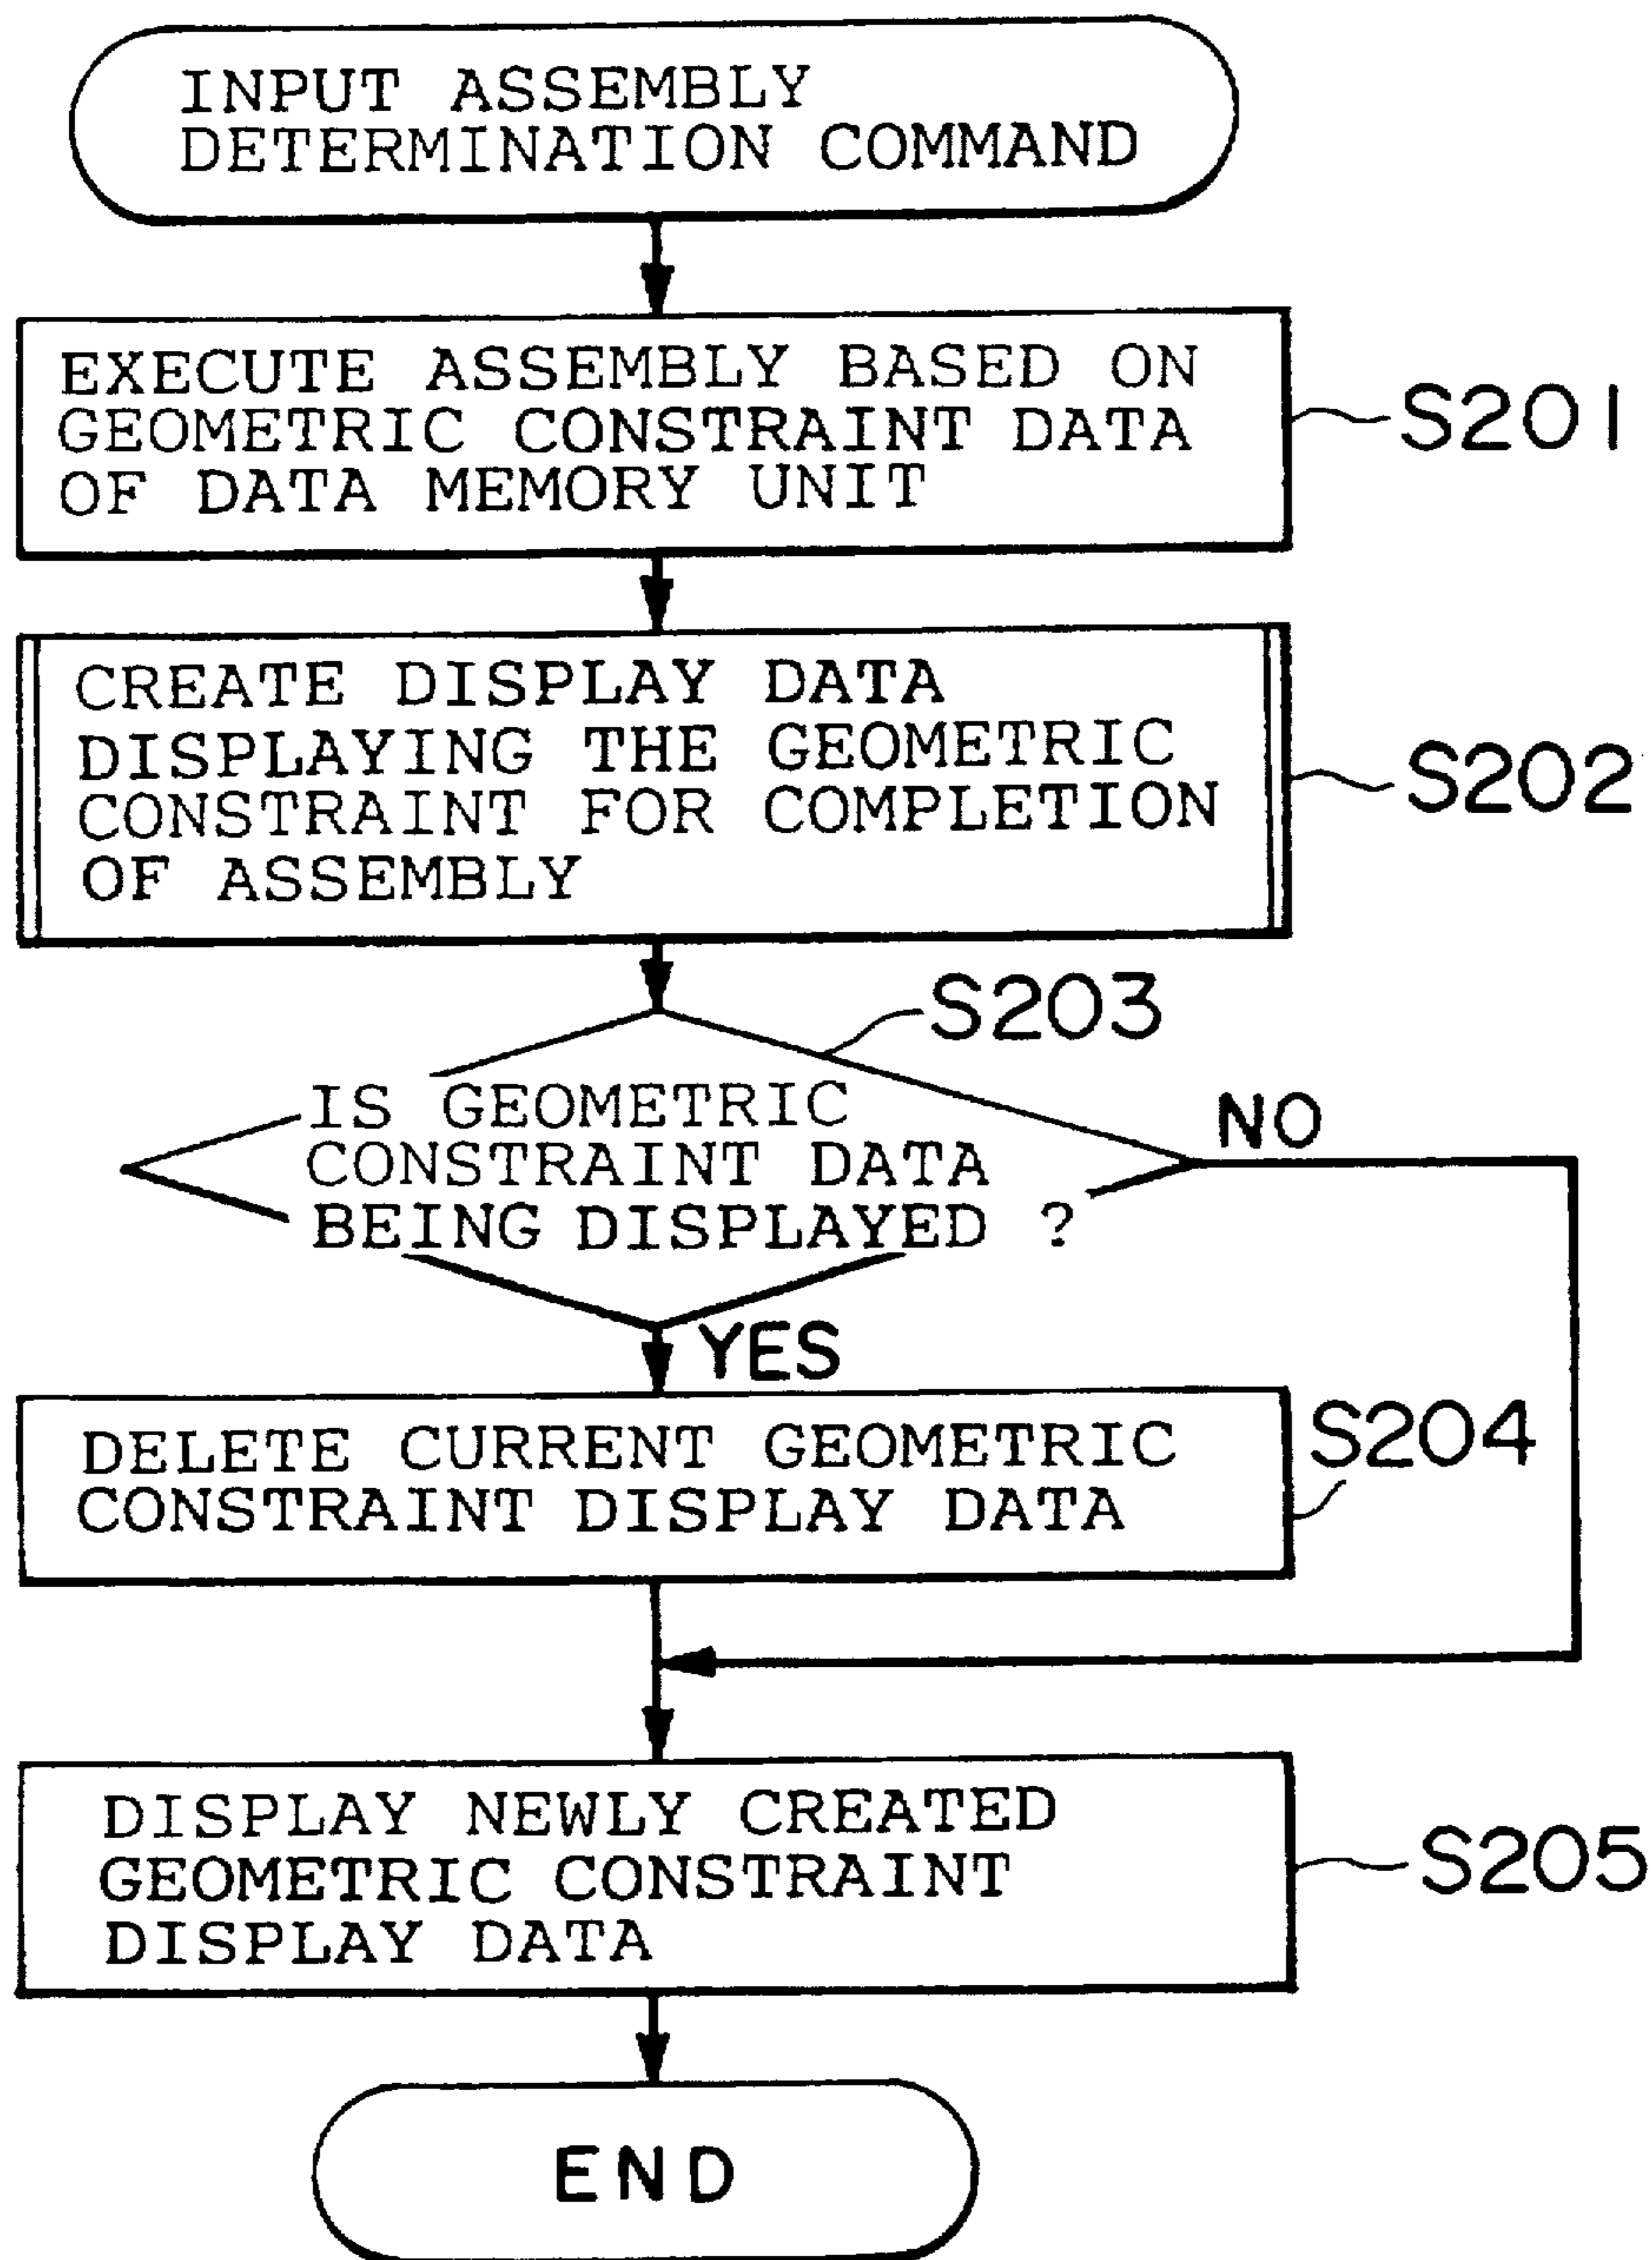 INPUT ASSEMBLY
DETERMINATION COMMAND
EXECUTE ASSEMBLY BASED ON
GEOMETRIC CONSTRAINT DATA
OF DATA MEMORY UNIT
S201
CREATE DISPLAY DATA
DISPLAYING THE GEOMETRIC
CONSTRAINT FOR COMPLETION
OF ASSEMBLY
S202
S203
IS GEOMETRIC
CONSTRAINT DATA
BEING DISPLAYED ?
NO
YES
DELETE CURRENT GEOMETRIC
CONSTRAINT DISPLAY DATA
S204
DISPLAY NEWLY CREATED
GEOMETRIC CONSTRAINT
DISPLAY DATA
S205
END